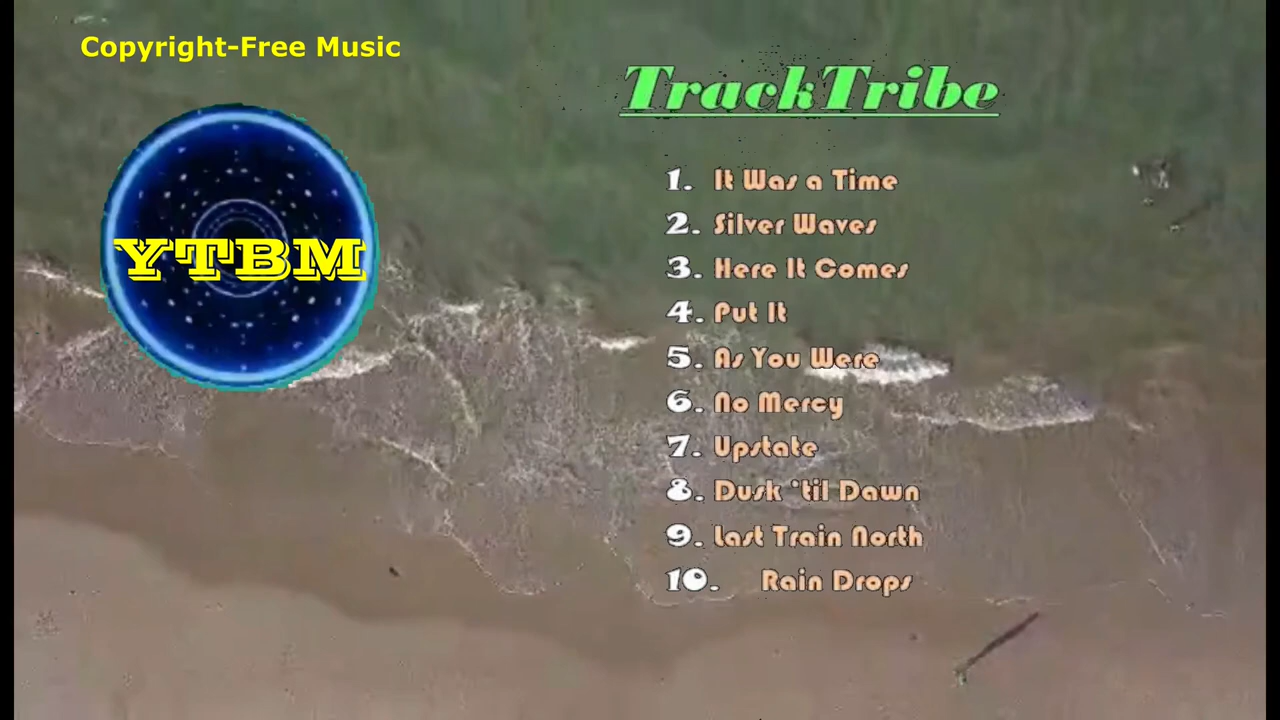 Copyright-Free Music
TrackTribe
YTBM
1. It Was a Time
2. Silver Waves
3. Here It Comes
4. Put It
5. As You Were
6. No Mercy
7. Upstate
8. Dusk 'til Dawn
9. Last Train North
10. Rain Drops